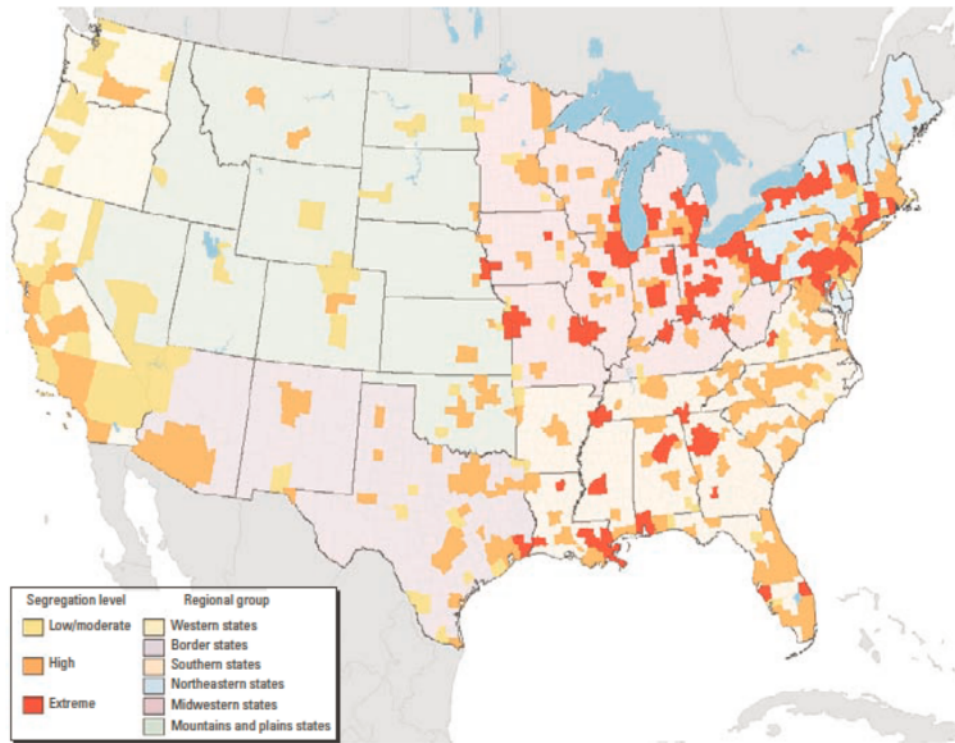 Segregation level
Low/moderate
High
Extreme
Regional group
Western states
Border states
Southern states
Northeastern states
Midwestern states
Mountains and plains states